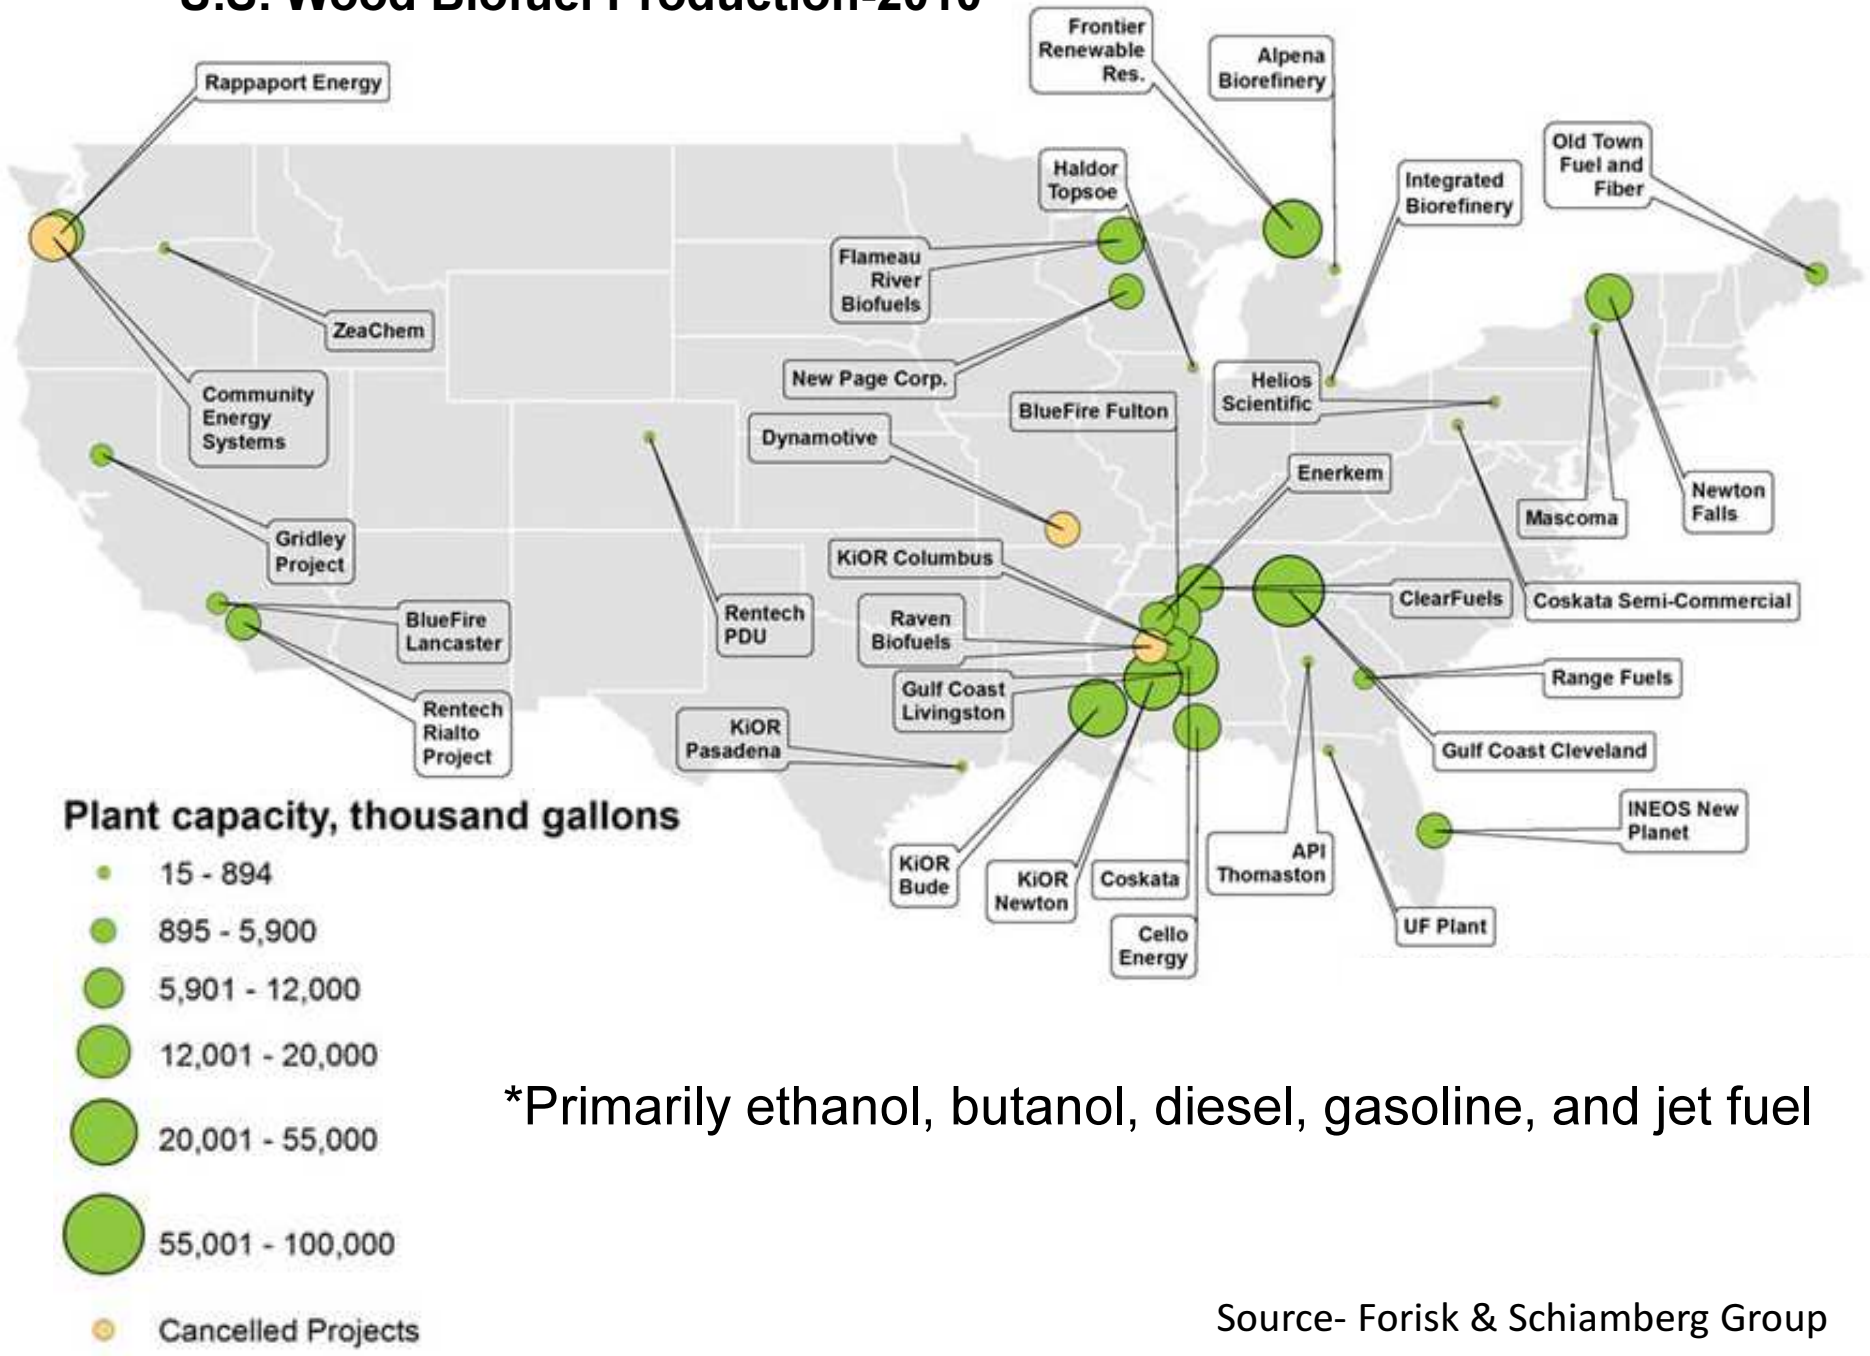 U.S. Wood Biofuel Production-2010
Frontier
Renewable
Res.
Alpena
Biorefinery
Rappaport Energy
Old Town
Fuel and
Fiber
Haldor
Topsoe
Integrated
Biorefinery
Flameau
River
Biofuels
ZeaChem
New Page Corp.
Helios
Scientific
Community
Energy
Systems
BlueFire Fulton
Dynamotive
Enerkem
Newton
Falls
Mascoma
Gridley
Project
KiOR Columbus
ClearFuels
Coskata Semi-Commercial
BlueFire
Lancaster
Rentech
PDU
Raven
Biofuels
Range Fuels
Gulf Coast
Livingston
Rentech
Rialto
Project
KiOR
Pasadena
Gulf Coast Cleveland
INEOS New
Planet
KiOR
Bude
KiOR
Newton
Coskata
API
Thomaston
UF Plant
Cello
Energy
Plant capacity, thousand gallons
15 - 894
895 - 5,900
5,901 - 12,000
12,001 - 20,000
20,001 - 55,000
55,001 - 100,000
Cancelled Projects
*Primarily ethanol, butanol, diesel, gasoline, and jet fuel
Source- Forisk & Schiamberg Group